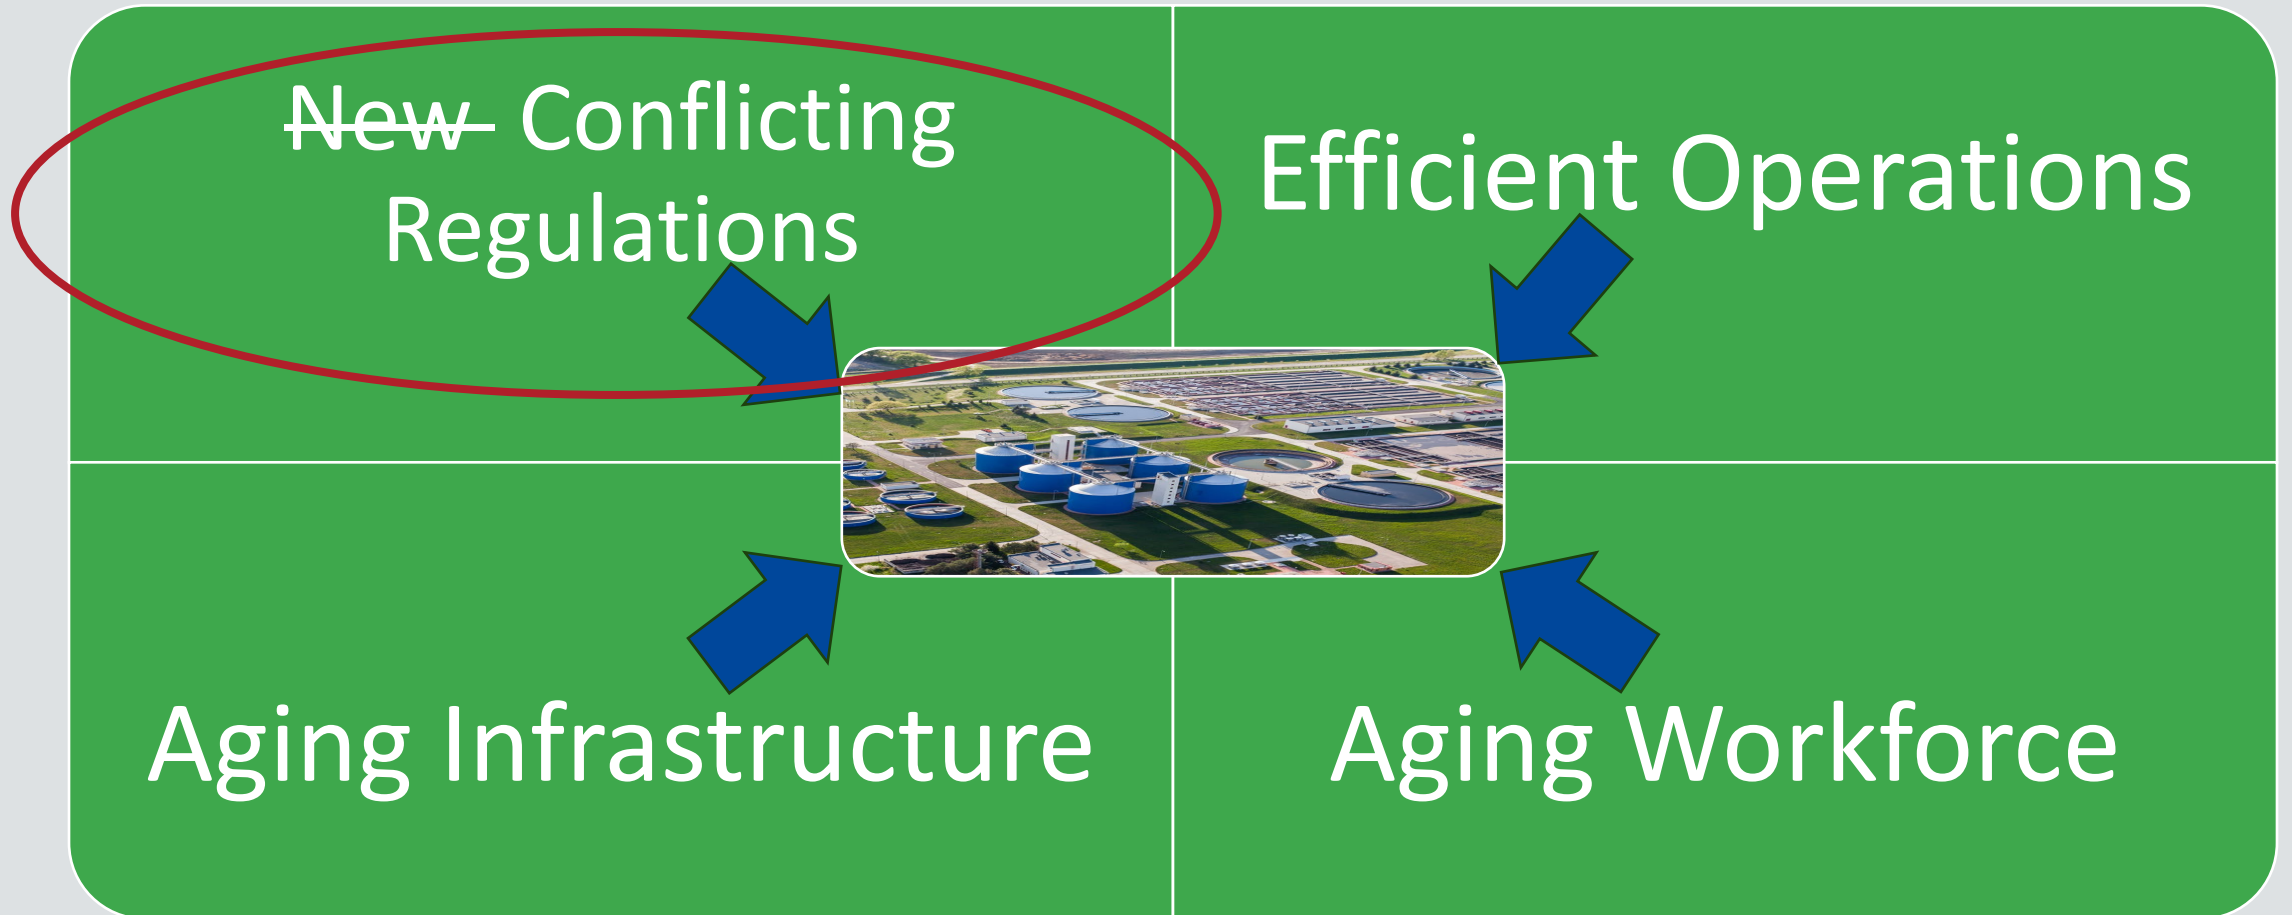 New Conflicting
Regulations
Efficient Operations
Aging Infrastructure
Aging Workforce